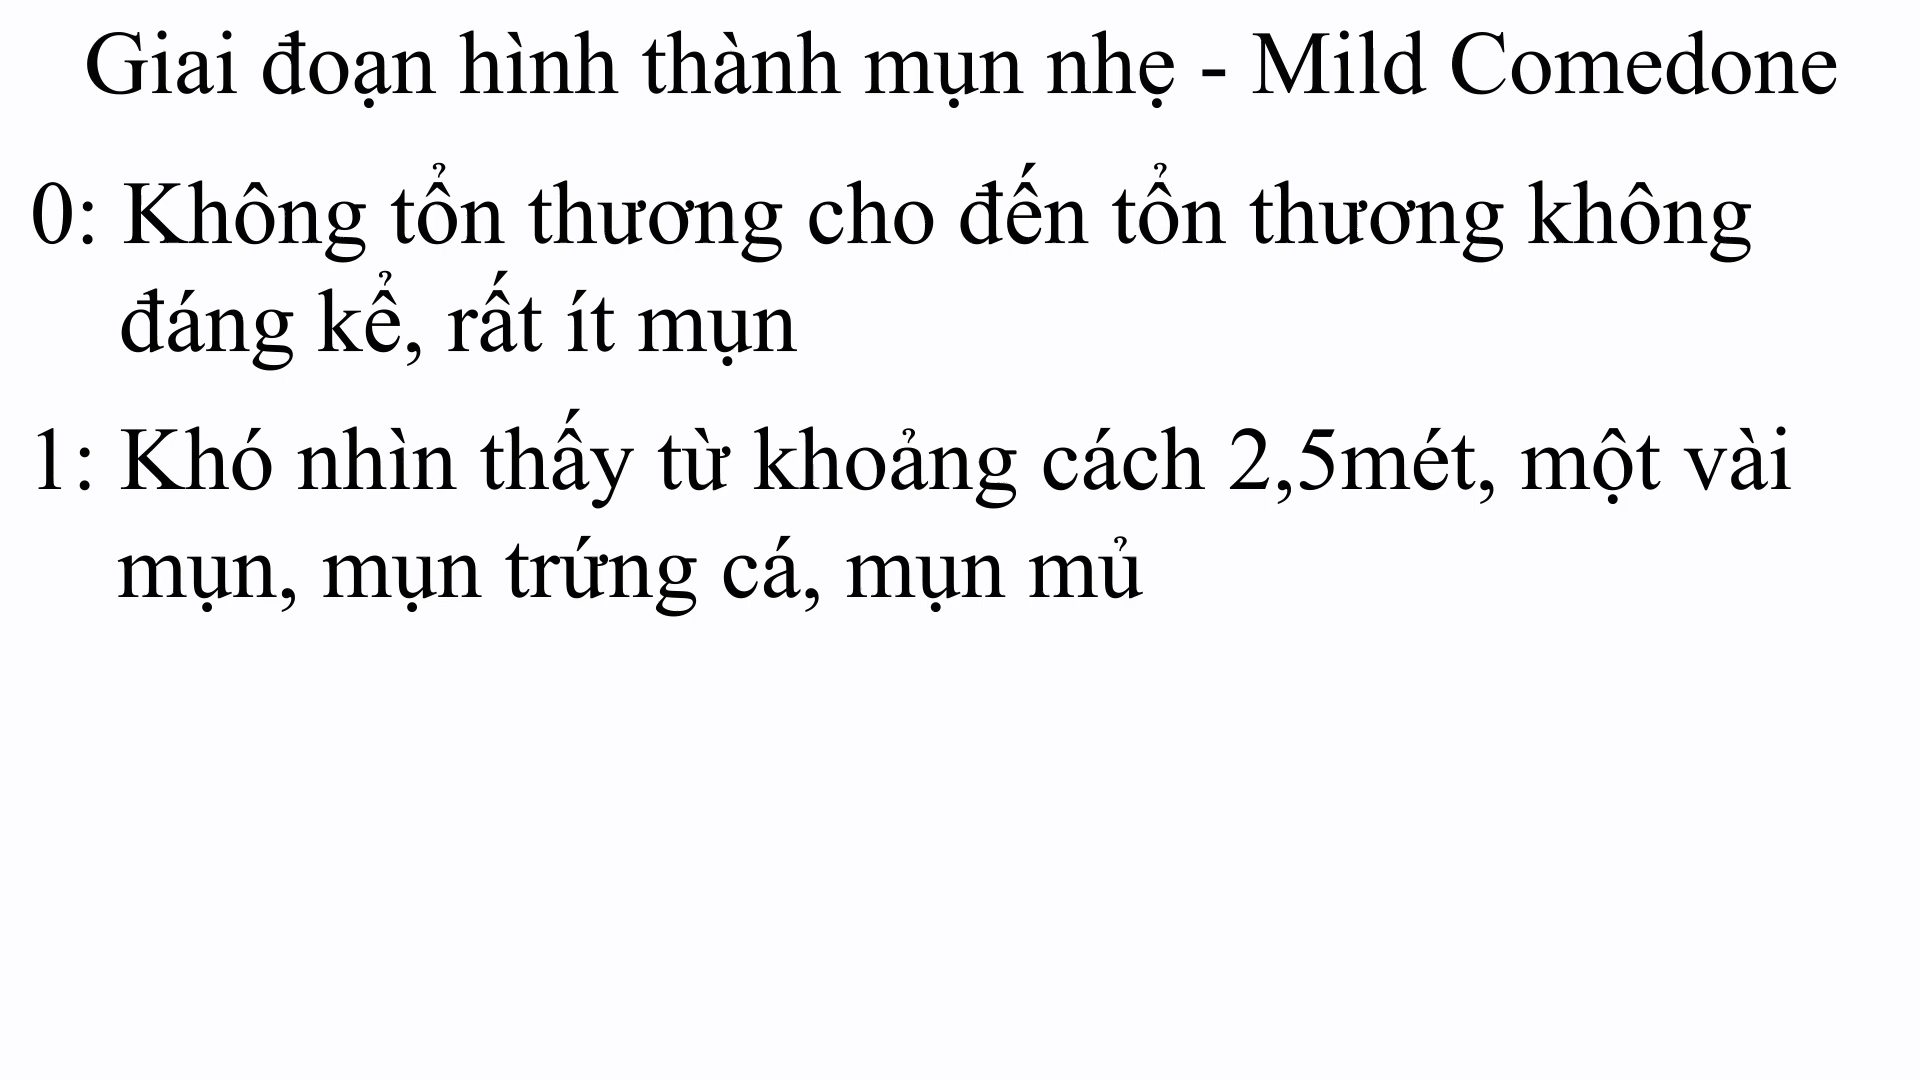 Giai đoạn hình thành mụn nhẹ - Mild Comedone
0: Không tổn thương cho đến tổn thương không
đáng kể, rất ít mụn
1: Khó nhìn thấy từ khoảng cách 2,5mét, một vài
mụn, mụn trứng cá, mụn mủ